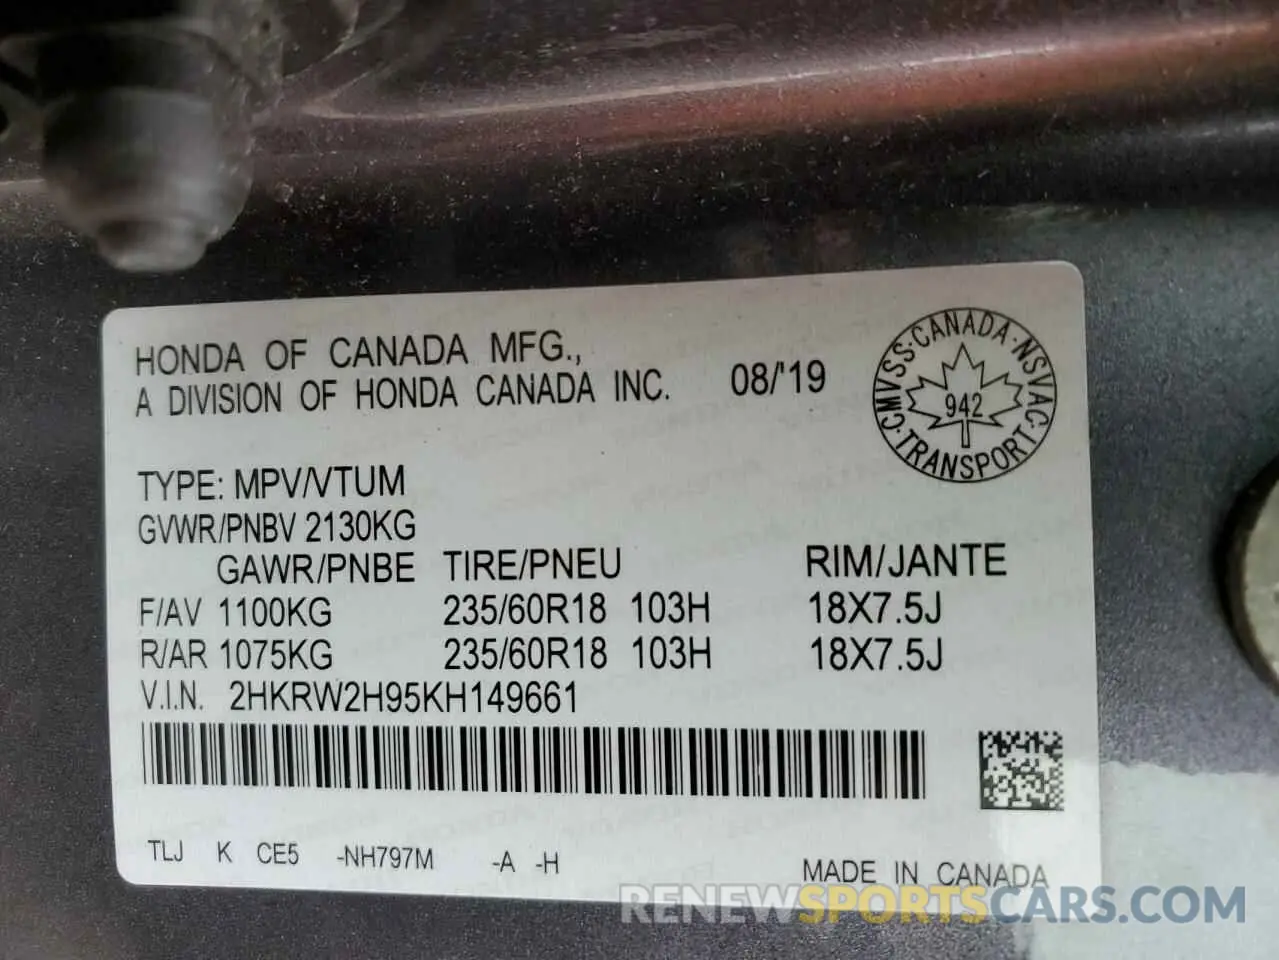 HONDA OF CANADA MFG.,
A DIVISION OF HONDA CANADA INC. 08/'19
CMVSS·CANADA·NSVAC·TRANSPORT·
942
TYPE: MPV/VTUM
GVWR/PNBV 2130KG
GAWR/PNBE TIRE/PNEU RIM/JANTE
F/AV 1100KG 235/60R18 103H 18X7.5J
R/AR 1075KG 235/60R18 103H 18X7.5J
V.I.N. 2HKRW2H95KH149661
TLJ K CE5 -NH797M -A -H
MADE IN CANADA
RENEWSPORTSCARS.COM